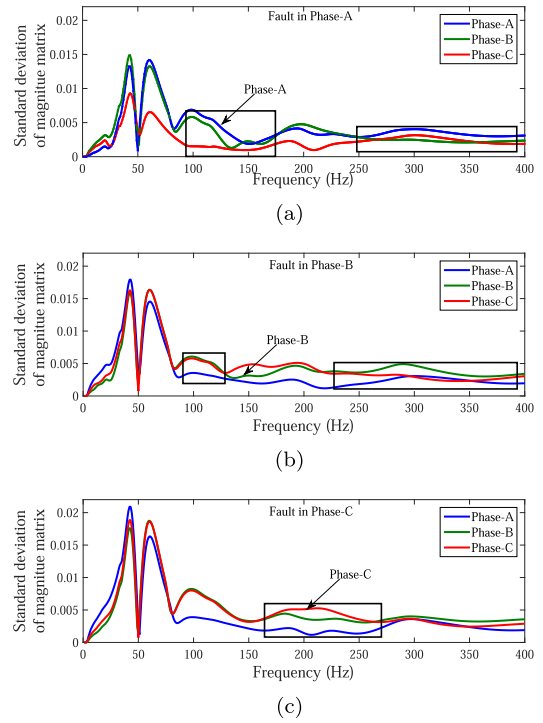 Fault in Phase-A
Phase-A
Phase-B
Phase-C
Phase-A
Standard deviation
of magnitue matrix
0.02
0.015
0.01
0.005
0
0 50 100 150 200 250 300 350 400
Frequency (Hz)
(a)
Fault in Phase-B
Phase-A
Phase-B
Phase-C
Phase-B
Standard deviation
of magnitue matrix
0.02
0.015
0.01
0.005
0
0 50 100 150 200 250 300 350 400
Frequency (Hz)
(b)
Fault in Phase-C
Phase-A
Phase-B
Phase-C
Phase-C
Standard deviation
of magnitue matrix
0.02
0.015
0.01
0.005
0
0 50 100 150 200 250 300 350 400
Frequency (Hz)
(c)